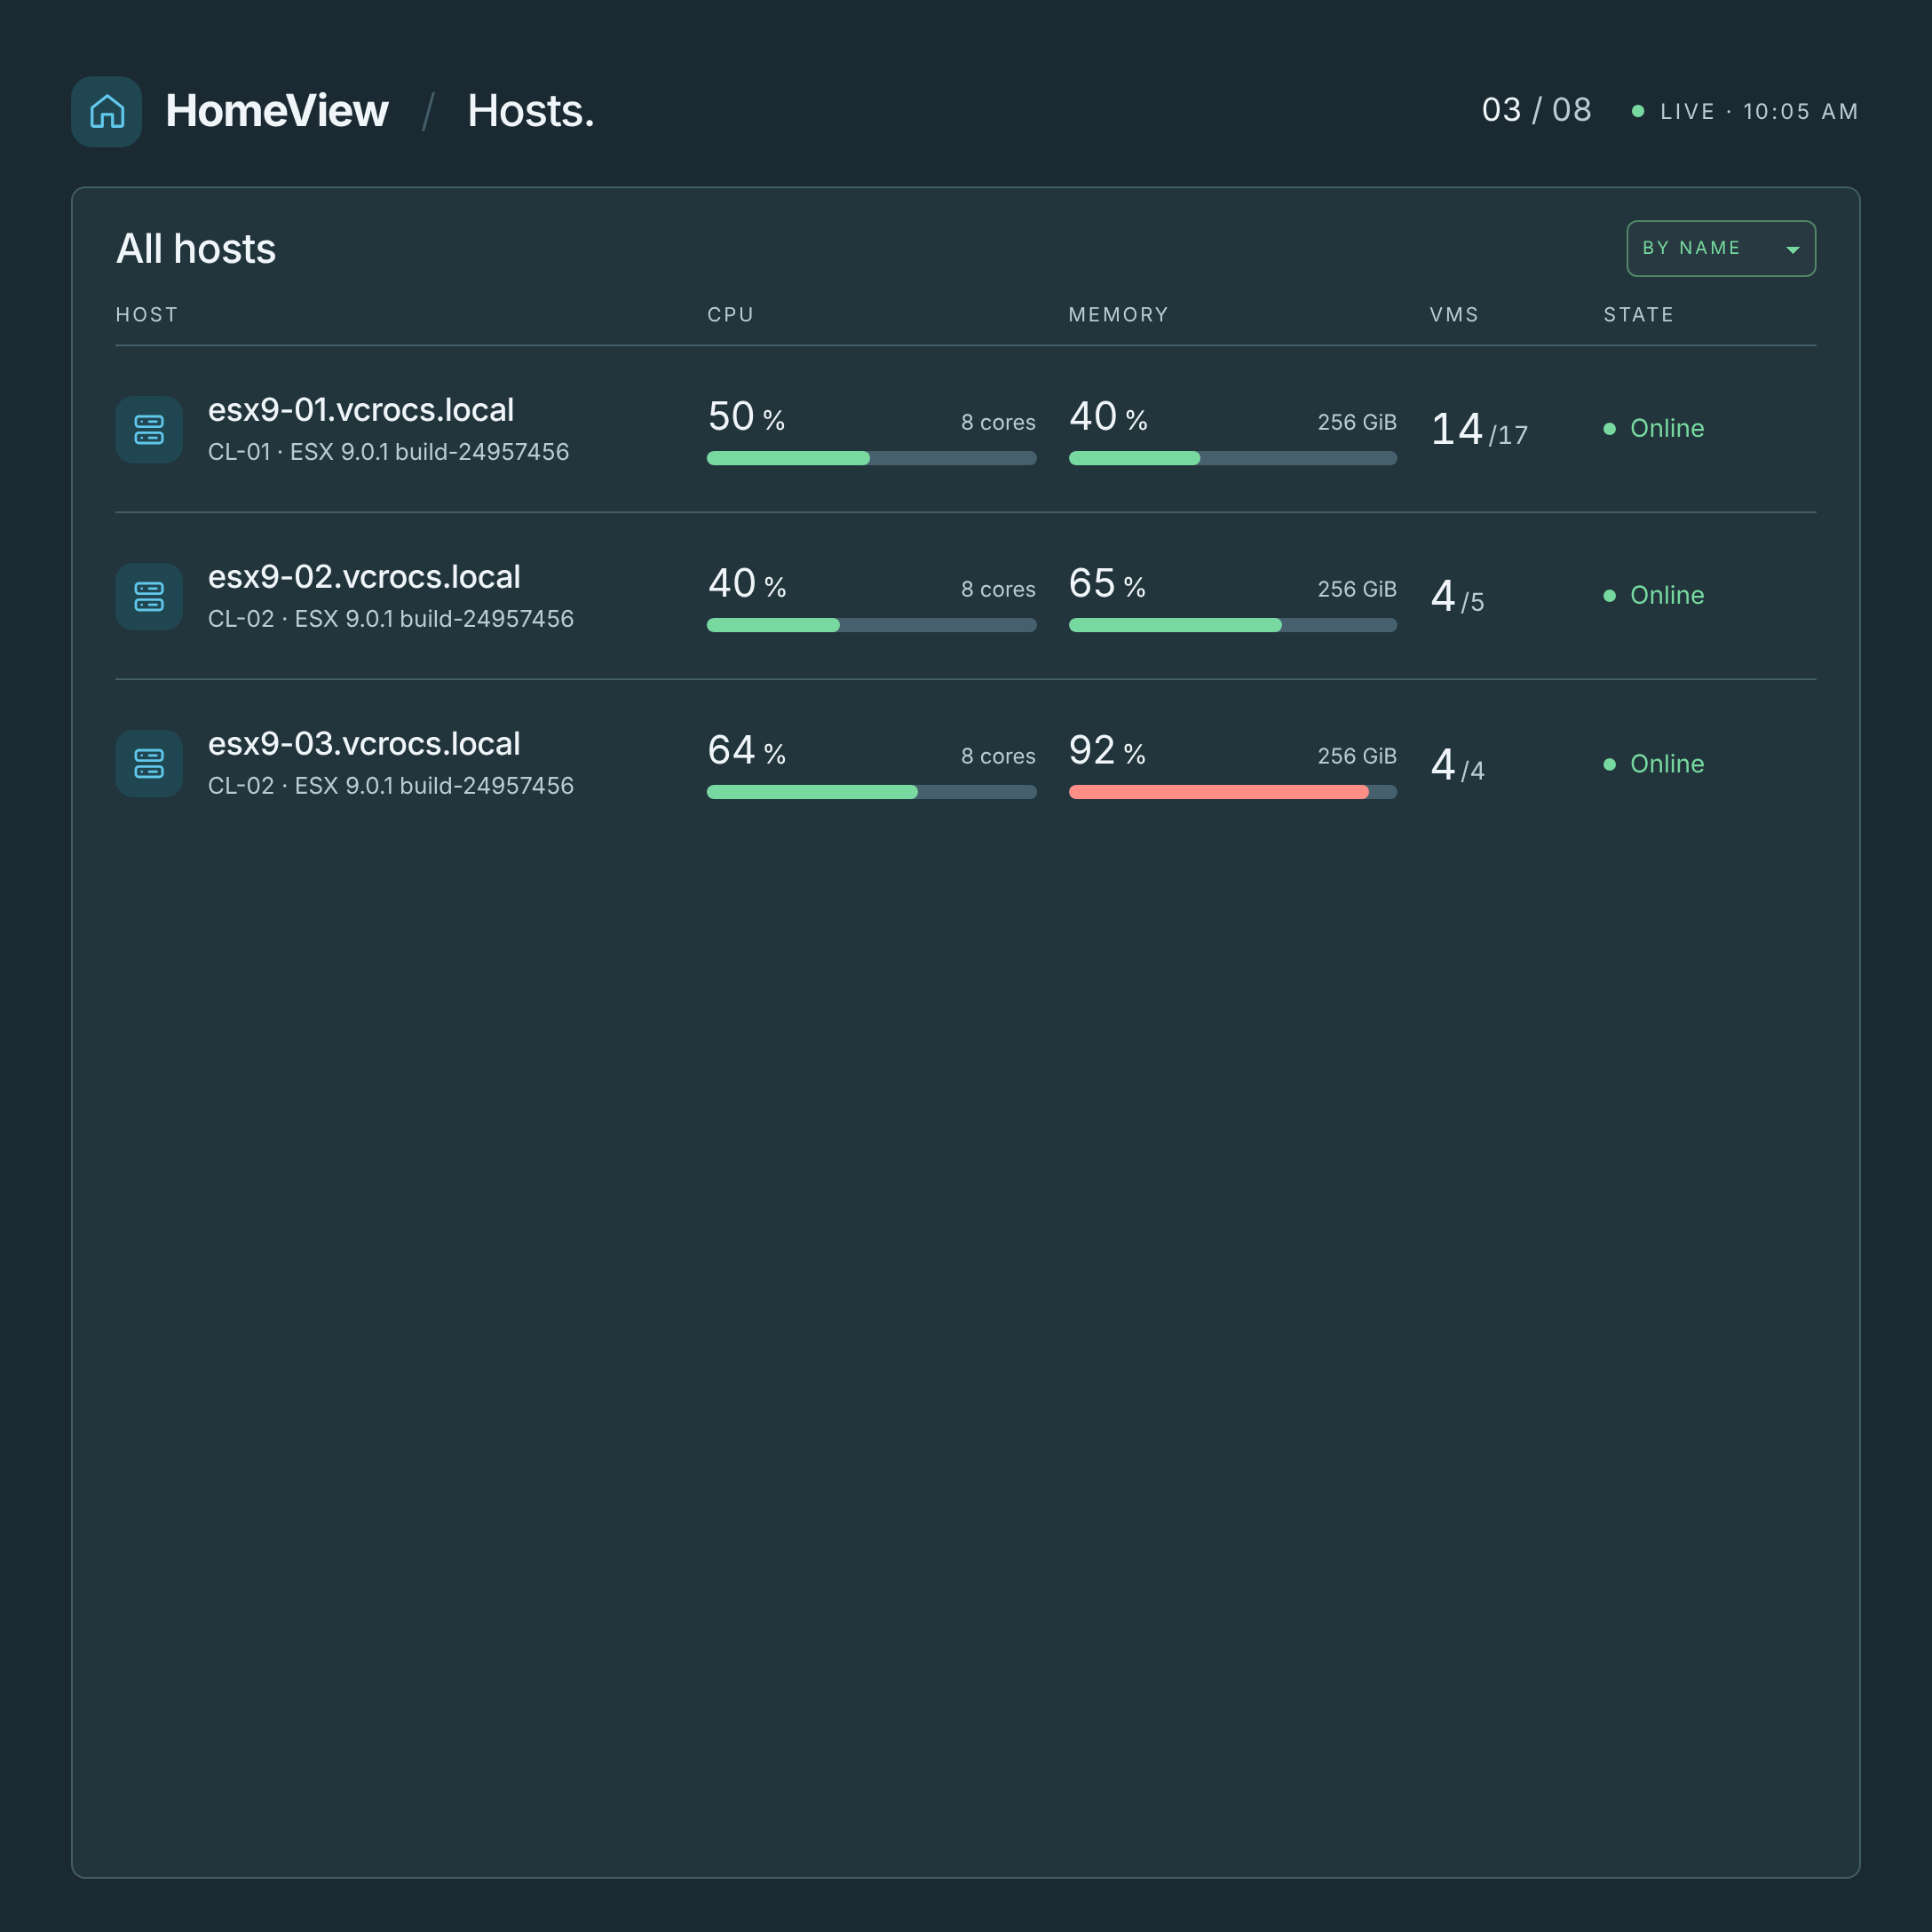 HomeView / Hosts.
03 / 08 LIVE · 10:05 AM
All hosts
BY NAME
HOST CPU MEMORY VMS STATE
esx9-01.vcrocs.local
CL-01 · ESX 9.0.1 build-24957456
50 % 8 cores
40 % 256 GiB
14 /17
Online
esx9-02.vcrocs.local
CL-02 · ESX 9.0.1 build-24957456
40 % 8 cores
65 % 256 GiB
4 /5
Online
esx9-03.vcrocs.local
CL-02 · ESX 9.0.1 build-24957456
64 % 8 cores
92 % 256 GiB
4 /4
Online